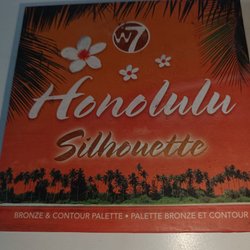 W7
Honolulu
Silhouette
BRONZE & CONTOUR PALETTE • PALETTE BRONZE ET CONTOUR